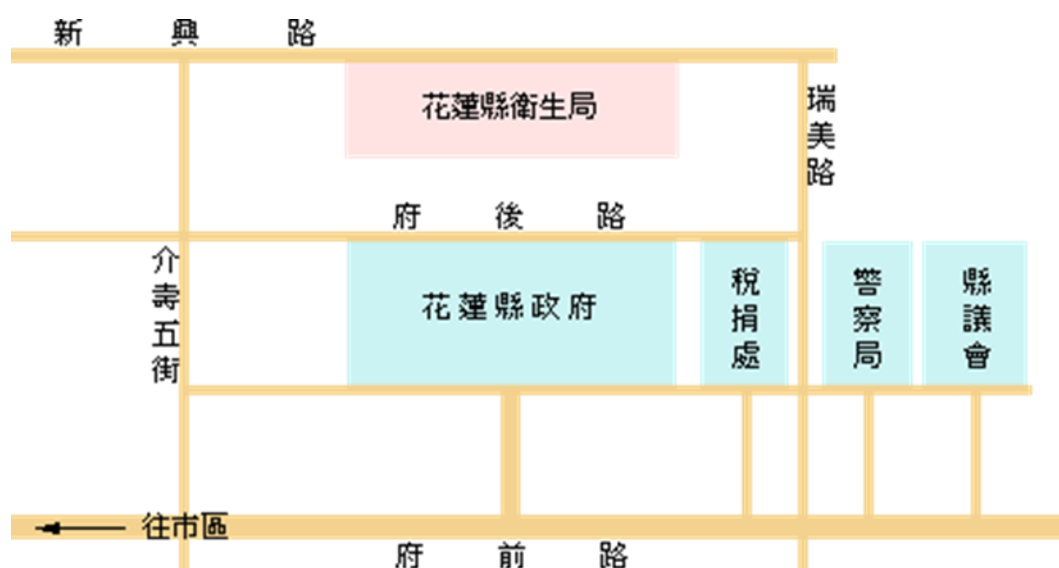 新興路
花蓮縣衛生局
瑞美路
府後路
介壽五街
花蓮縣政府
稅捐處
警察局
縣議會
往市區
府前路